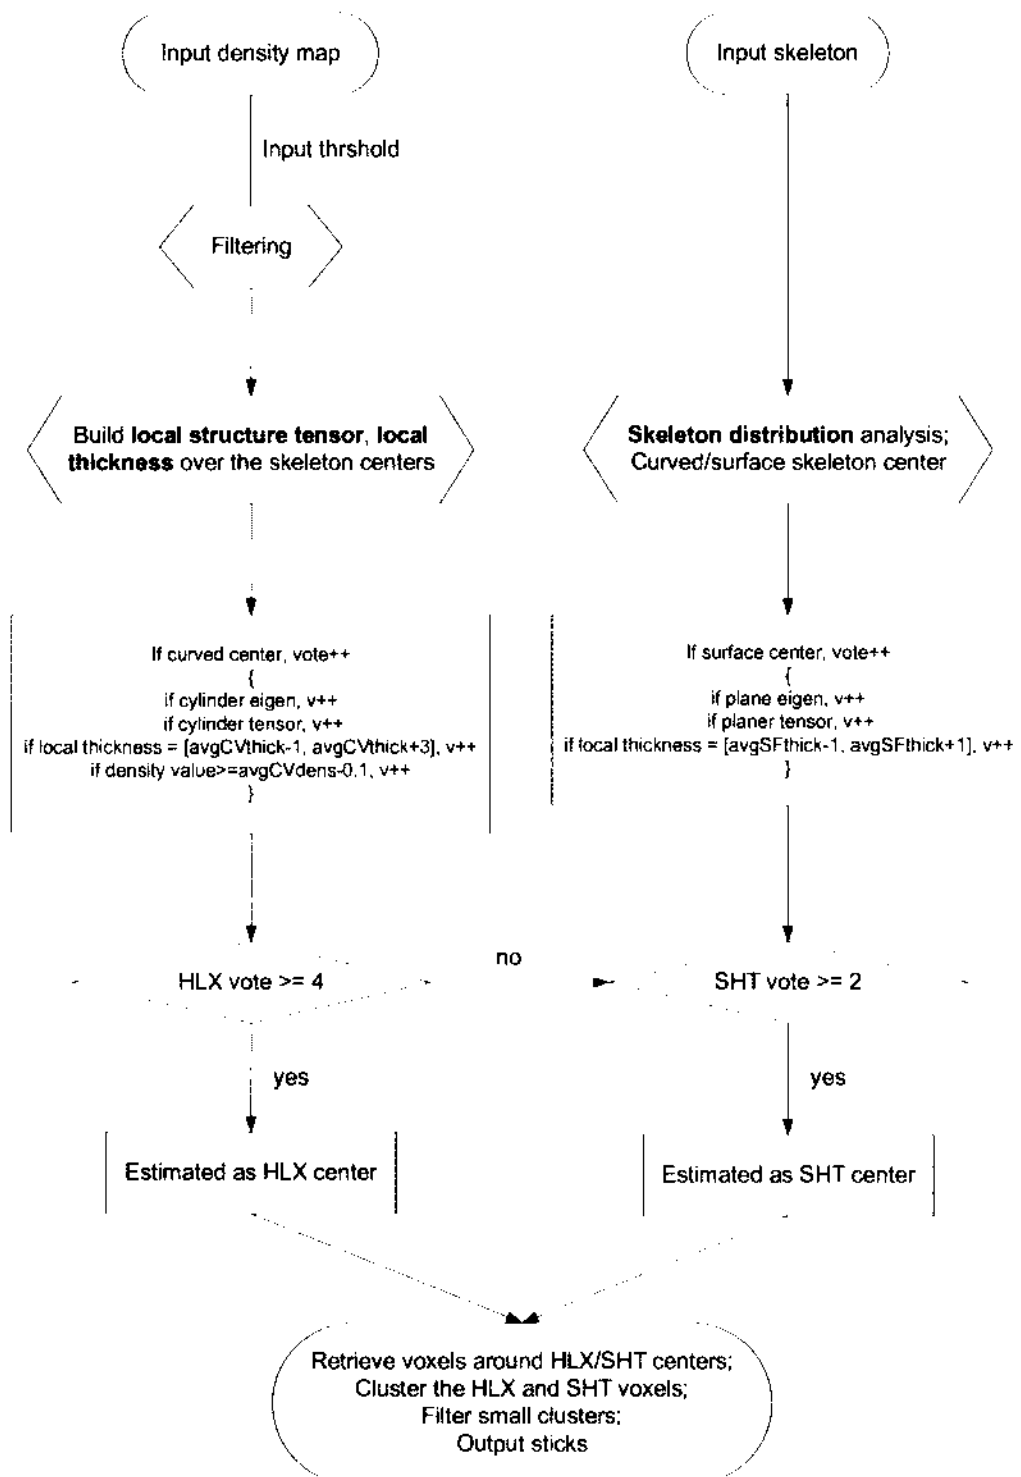 Input density map
Input skeleton
Input thrshold
Filtering
Build local structure tensor, local
thickness over the skeleton centers
Skeleton distribution analysis;
Curved/surface skeleton center
If curved center, vote++
{
if cylinder eigen, v++
if cylinder tensor, v++
if local thickness = [avgCVthick-1, avgCVthick+3], v++
if density value>=avgCVdens-0.1, v++
}
If surface center, vote++
{
if plane eigen, v++
if planer tensor, v++
if local thickness = [avgSFthick-1, avgSFthick+1], v++
}
HLX vote >= 4
no
SHT vote >= 2
yes
yes
Estimated as HLX center
Estimated as SHT center
Retrieve voxels around HLX/SHT centers;
Cluster the HLX and SHT voxels;
Filter small clusters;
Output sticks